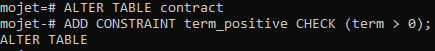 mojet=# ALTER TABLE contract
mojet-# ADD CONSTRAINT term_positive CHECK (term > 0);
ALTER TABLE